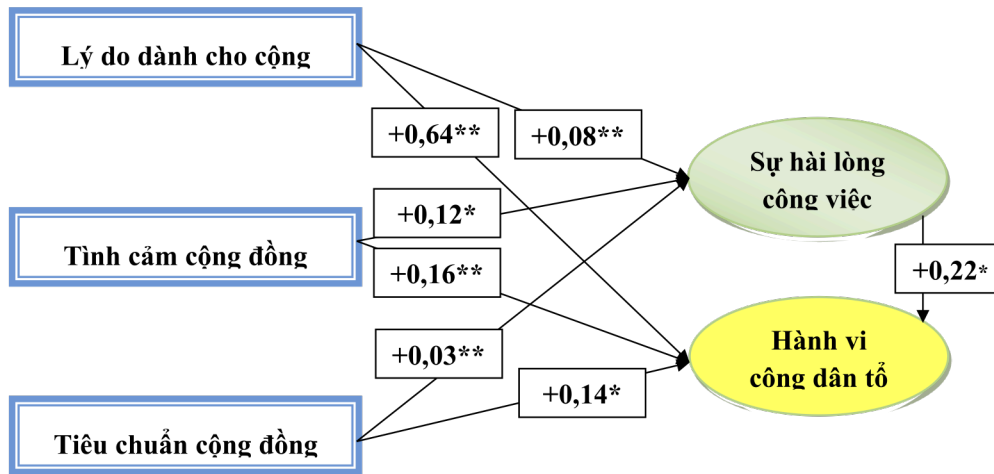 Lý do dành cho cộng
+0,64**
+0,08**
Sự hài lòng
công việc
+0,12*
Tình cảm cộng đồng
+0,16**
+0,22*
+0,03**
Hành vi
công dân tổ
+0,14*
Tiêu chuẩn cộng đồng